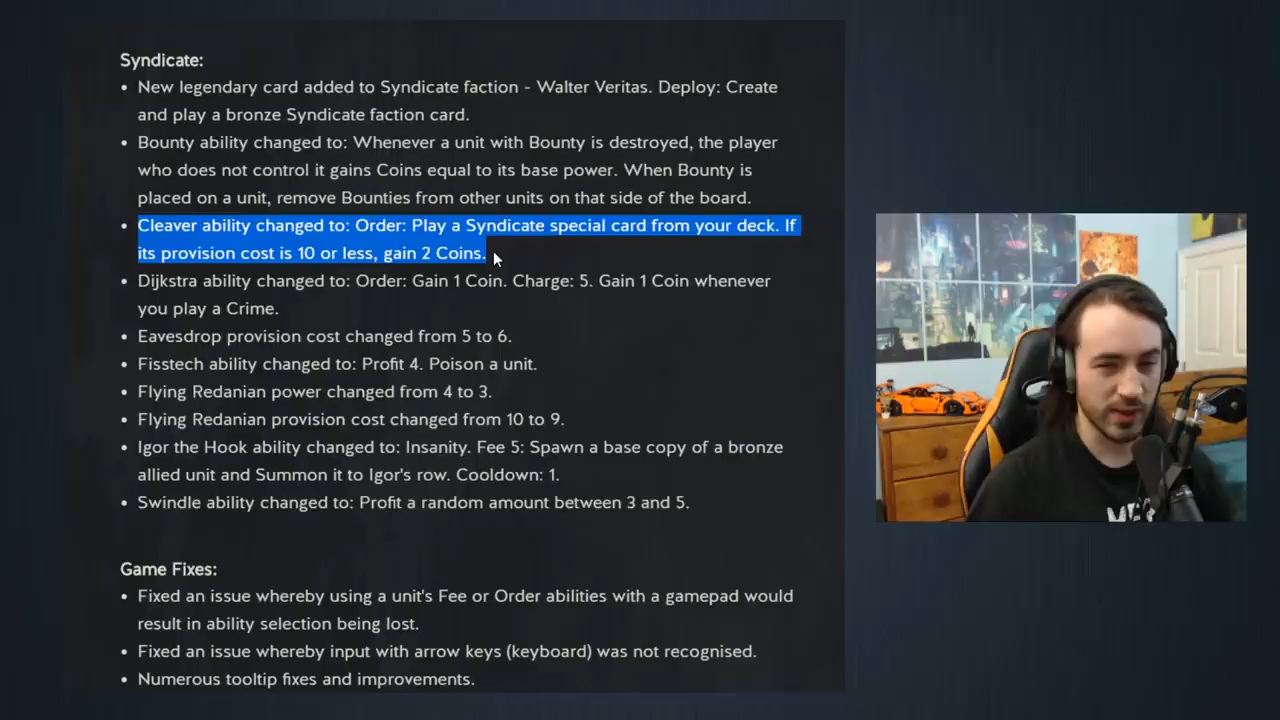 Syndicate:
• New legendary card added to Syndicate faction - Walter Veritas. Deploy: Create
and play a bronze Syndicate faction card.
• Bounty ability changed to: Whenever a unit with Bounty is destroyed, the player
who does not control it gains Coins equal to its base power. When Bounty is
placed on a unit, remove Bounties from other units on that side of the board.
• Cleaver ability changed to: Order: Play a Syndicate special card from your deck. If
its provision cost is 10 or less, gain 2 Coins.
• Dijkstra ability changed to: Order: Gain 1 Coin. Charge: 5. Gain 1 Coin whenever
you play a Crime.
• Eavesdrop provision cost changed from 5 to 6.
• Fisstech ability changed to: Profit 4. Poison a unit.
• Flying Redanian power changed from 4 to 3.
• Flying Redanian provision cost changed from 10 to 9.
• Igor the Hook ability changed to: Insanity. Fee 5: Spawn a base copy of a bronze
allied unit and Summon it to Igor's row. Cooldown: 1.
• Swindle ability changed to: Profit a random amount between 3 and 5.
Game Fixes:
• Fixed an issue whereby using a unit's Fee or Order abilities with a gamepad would
result in ability selection being lost.
• Fixed an issue whereby input with arrow keys (keyboard) was not recognised.
• Numerous tooltip fixes and improvements.